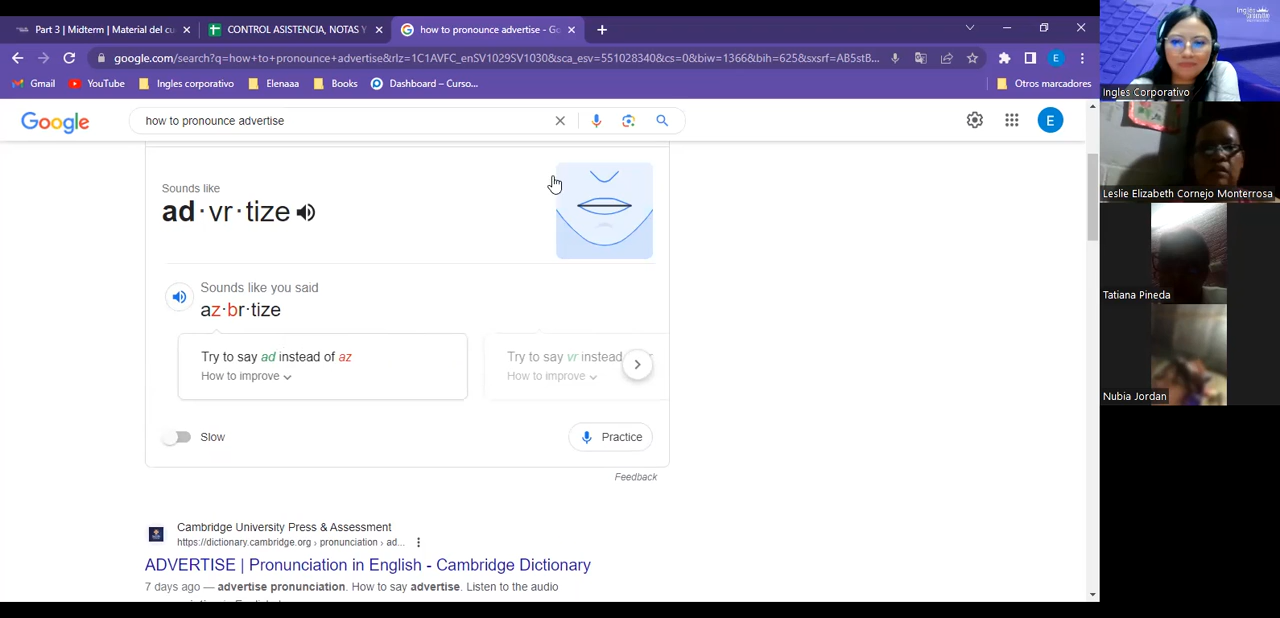 Part 3 | Midterm | Material del cu
CONTROL ASISTENCIA, NOTAS Y
how to pronounce advertise - Go
google.com/search?q=how+to+pronounce+advertise&rlz=1C1AVFC_enSV1029SV1030&sca_esv=551028340&cs=0&biw=1366&bih=625&sxsrf=AB5stB...
E
Gmail
YouTube
Ingles corporativo
Elenaaa
Books
Dashboard – Curso...
Otros marcadores
Google
how to pronounce advertise
E
Sounds like
ad · vr · tize
Sounds like you said
az·br·tize
Try to say ad instead of az
How to improve
Try to say vr instead
How to improve
Slow
Practice
Feedback
Cambridge University Press & Assessment
https://dictionary.cambridge.org › pronunciation › ad...
ADVERTISE | Pronunciation in English - Cambridge Dictionary
7 days ago — advertise pronunciation. How to say advertise. Listen to the audio
Ingles Corporativo
Leslie Elizabeth Cornejo Monterrosa
Tatiana Pineda
Nubia Jordan